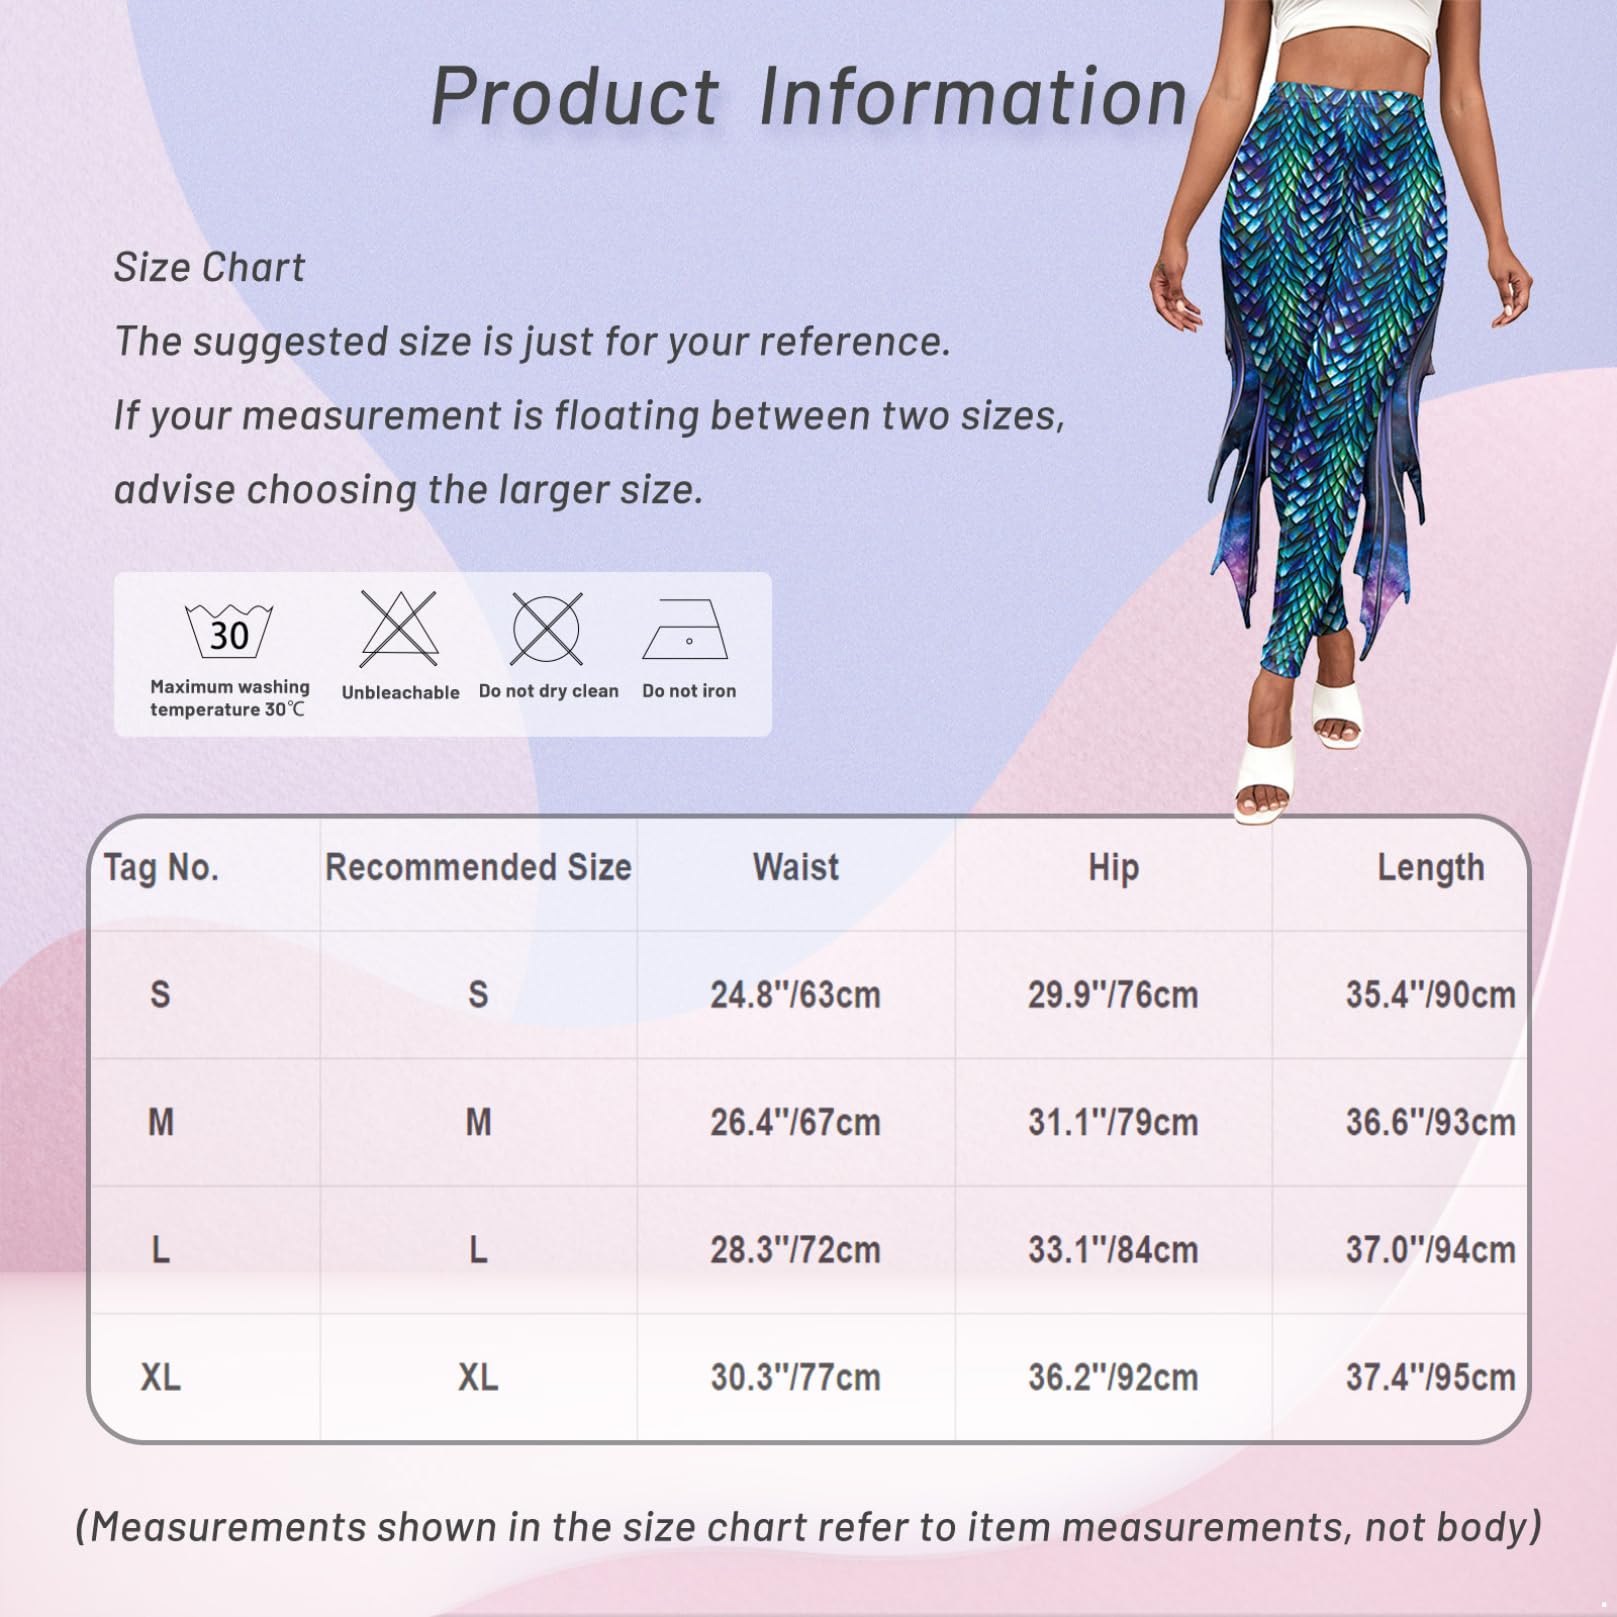 Product Information
Size Chart
The suggested size is just for your reference.
If your measurement is floating between two sizes,
advise choosing the larger size.
30
Maximum washing
temperature 30℃
Unbleachable
Do not dry clean
Do not iron
Tag No. Recommended Size Waist Hip Length
S S 24.8"/63cm 29.9"/76cm 35.4"/90cm
M M 26.4"/67cm 31.1"/79cm 36.6"/93cm
L L 28.3"/72cm 33.1"/84cm 37.0"/94cm
XL XL 30.3"/77cm 36.2"/92cm 37.4"/95cm
(Measurements shown in the size chart refer to item measurements, not body)